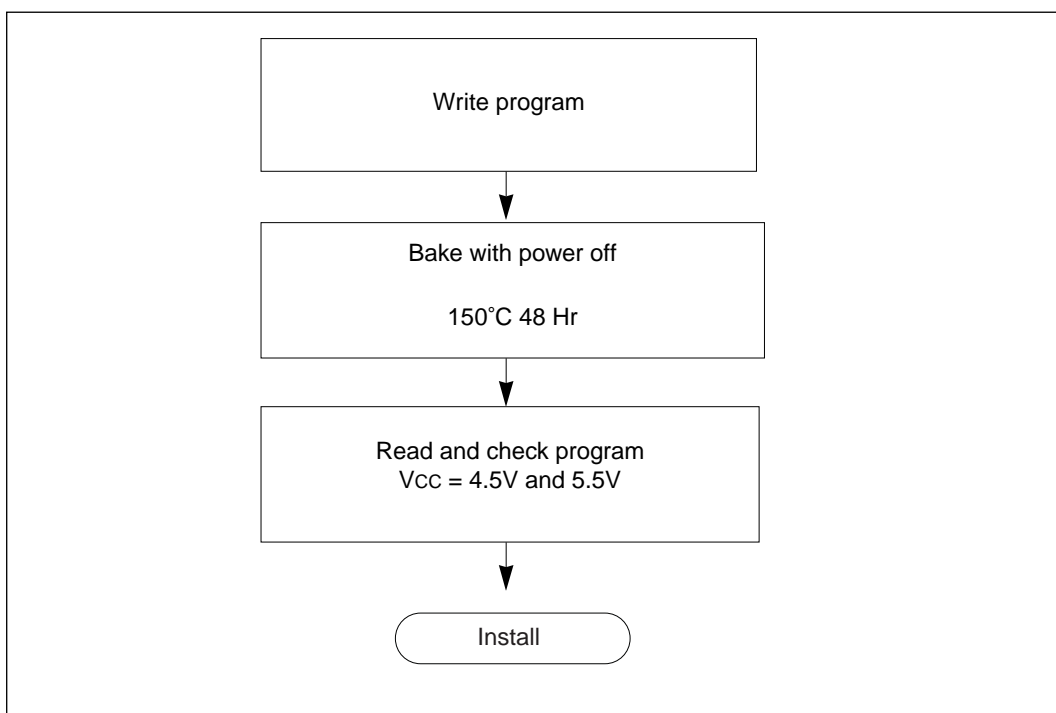 Write program
Bake with power off
150°C 48 Hr
Read and check program
VCC = 4.5V and 5.5V
Install